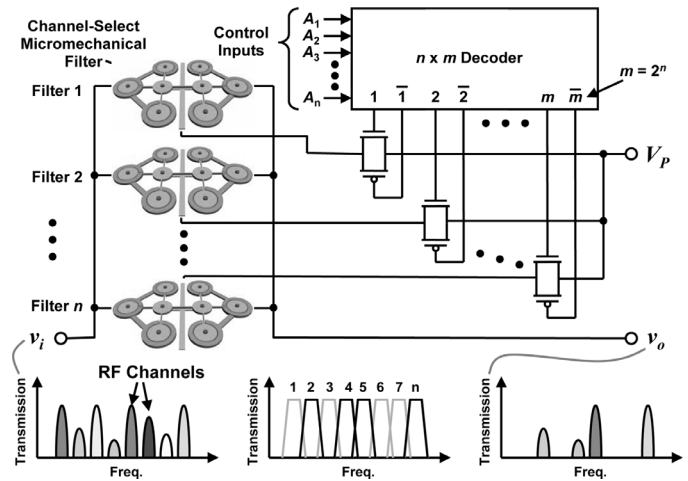 Channel-Select
Micromechanical
Filter
Control
Inputs
A1
A2
A3
An
n x m Decoder
1 1̅ 2 2̅ m m̅
m = 2ⁿ
Filter 1
Filter 2
Filter n
VP
vi
vo
RF Channels
Transmission
Freq.
1 2 3 4 5 6 7 n
Transmission
Freq.
Transmission
Freq.